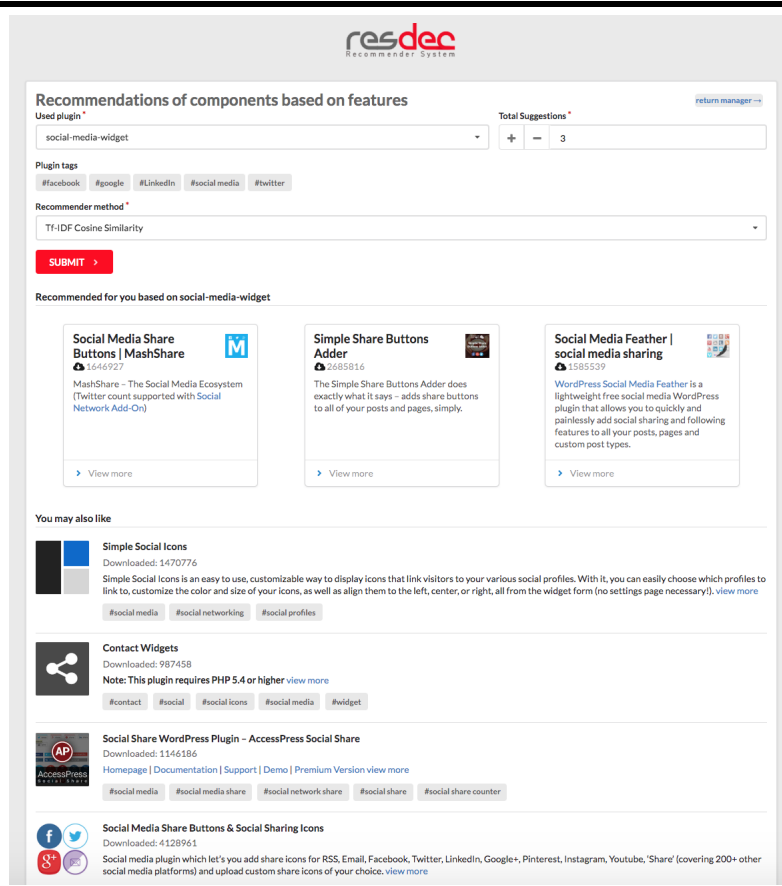 resdec
Recommender System
Recommendations of components based on features
return manager →
Used plugin *
Total Suggestions *
social-media-widget
+ − 3
Plugin tags
#facebook #google #LinkedIn #social media #twitter
Recommender method *
Tf-IDF Cosine Similarity
SUBMIT >
Recommended for you based on social-media-widget
Social Media Share
Buttons | MashShare
1646927
MashShare – The Social Media Ecosystem
(Twitter count supported with Social
Network Add-On)
> View more
Simple Share Buttons
Adder
2685816
The Simple Share Buttons Adder does
exactly what it says – adds share buttons
to all of your posts and pages, simply.
> View more
Social Media Feather |
social media sharing
1585539
WordPress Social Media Feather is a
lightweight free social media WordPress
plugin that allows you to quickly and
painlessly add social sharing and following
features to all your posts, pages and
custom post types.
> View more
You may also like
Simple Social Icons
Downloaded: 1470776
Simple Social Icons is an easy to use, customizable way to display icons that link visitors to your various social profiles. With it, you can easily choose which profiles to
link to, customize the color and size of your icons, as well as align them to the left, center, or right, all from the widget form (no settings page necessary!). view more
#social media #social networking #social profiles
Contact Widgets
Downloaded: 987458
Note: This plugin requires PHP 5.4 or higher view more
#contact #social #social icons #social media #widget
AP
AccessPress
Social Share
Social Share WordPress Plugin – AccessPress Social Share
Downloaded: 1146186
Homepage | Documentation | Support | Demo | Premium Version view more
#social media #social media share #social network share #social share #social share counter
Social Media Share Buttons & Social Sharing Icons
Downloaded: 4128961
Social media plugin which let's you add share icons for RSS, Email, Facebook, Twitter, LinkedIn, Google+, Pinterest, Instagram, Youtube, 'Share' (covering 200+ other
social media platforms) and upload custom share icons of your choice. view more